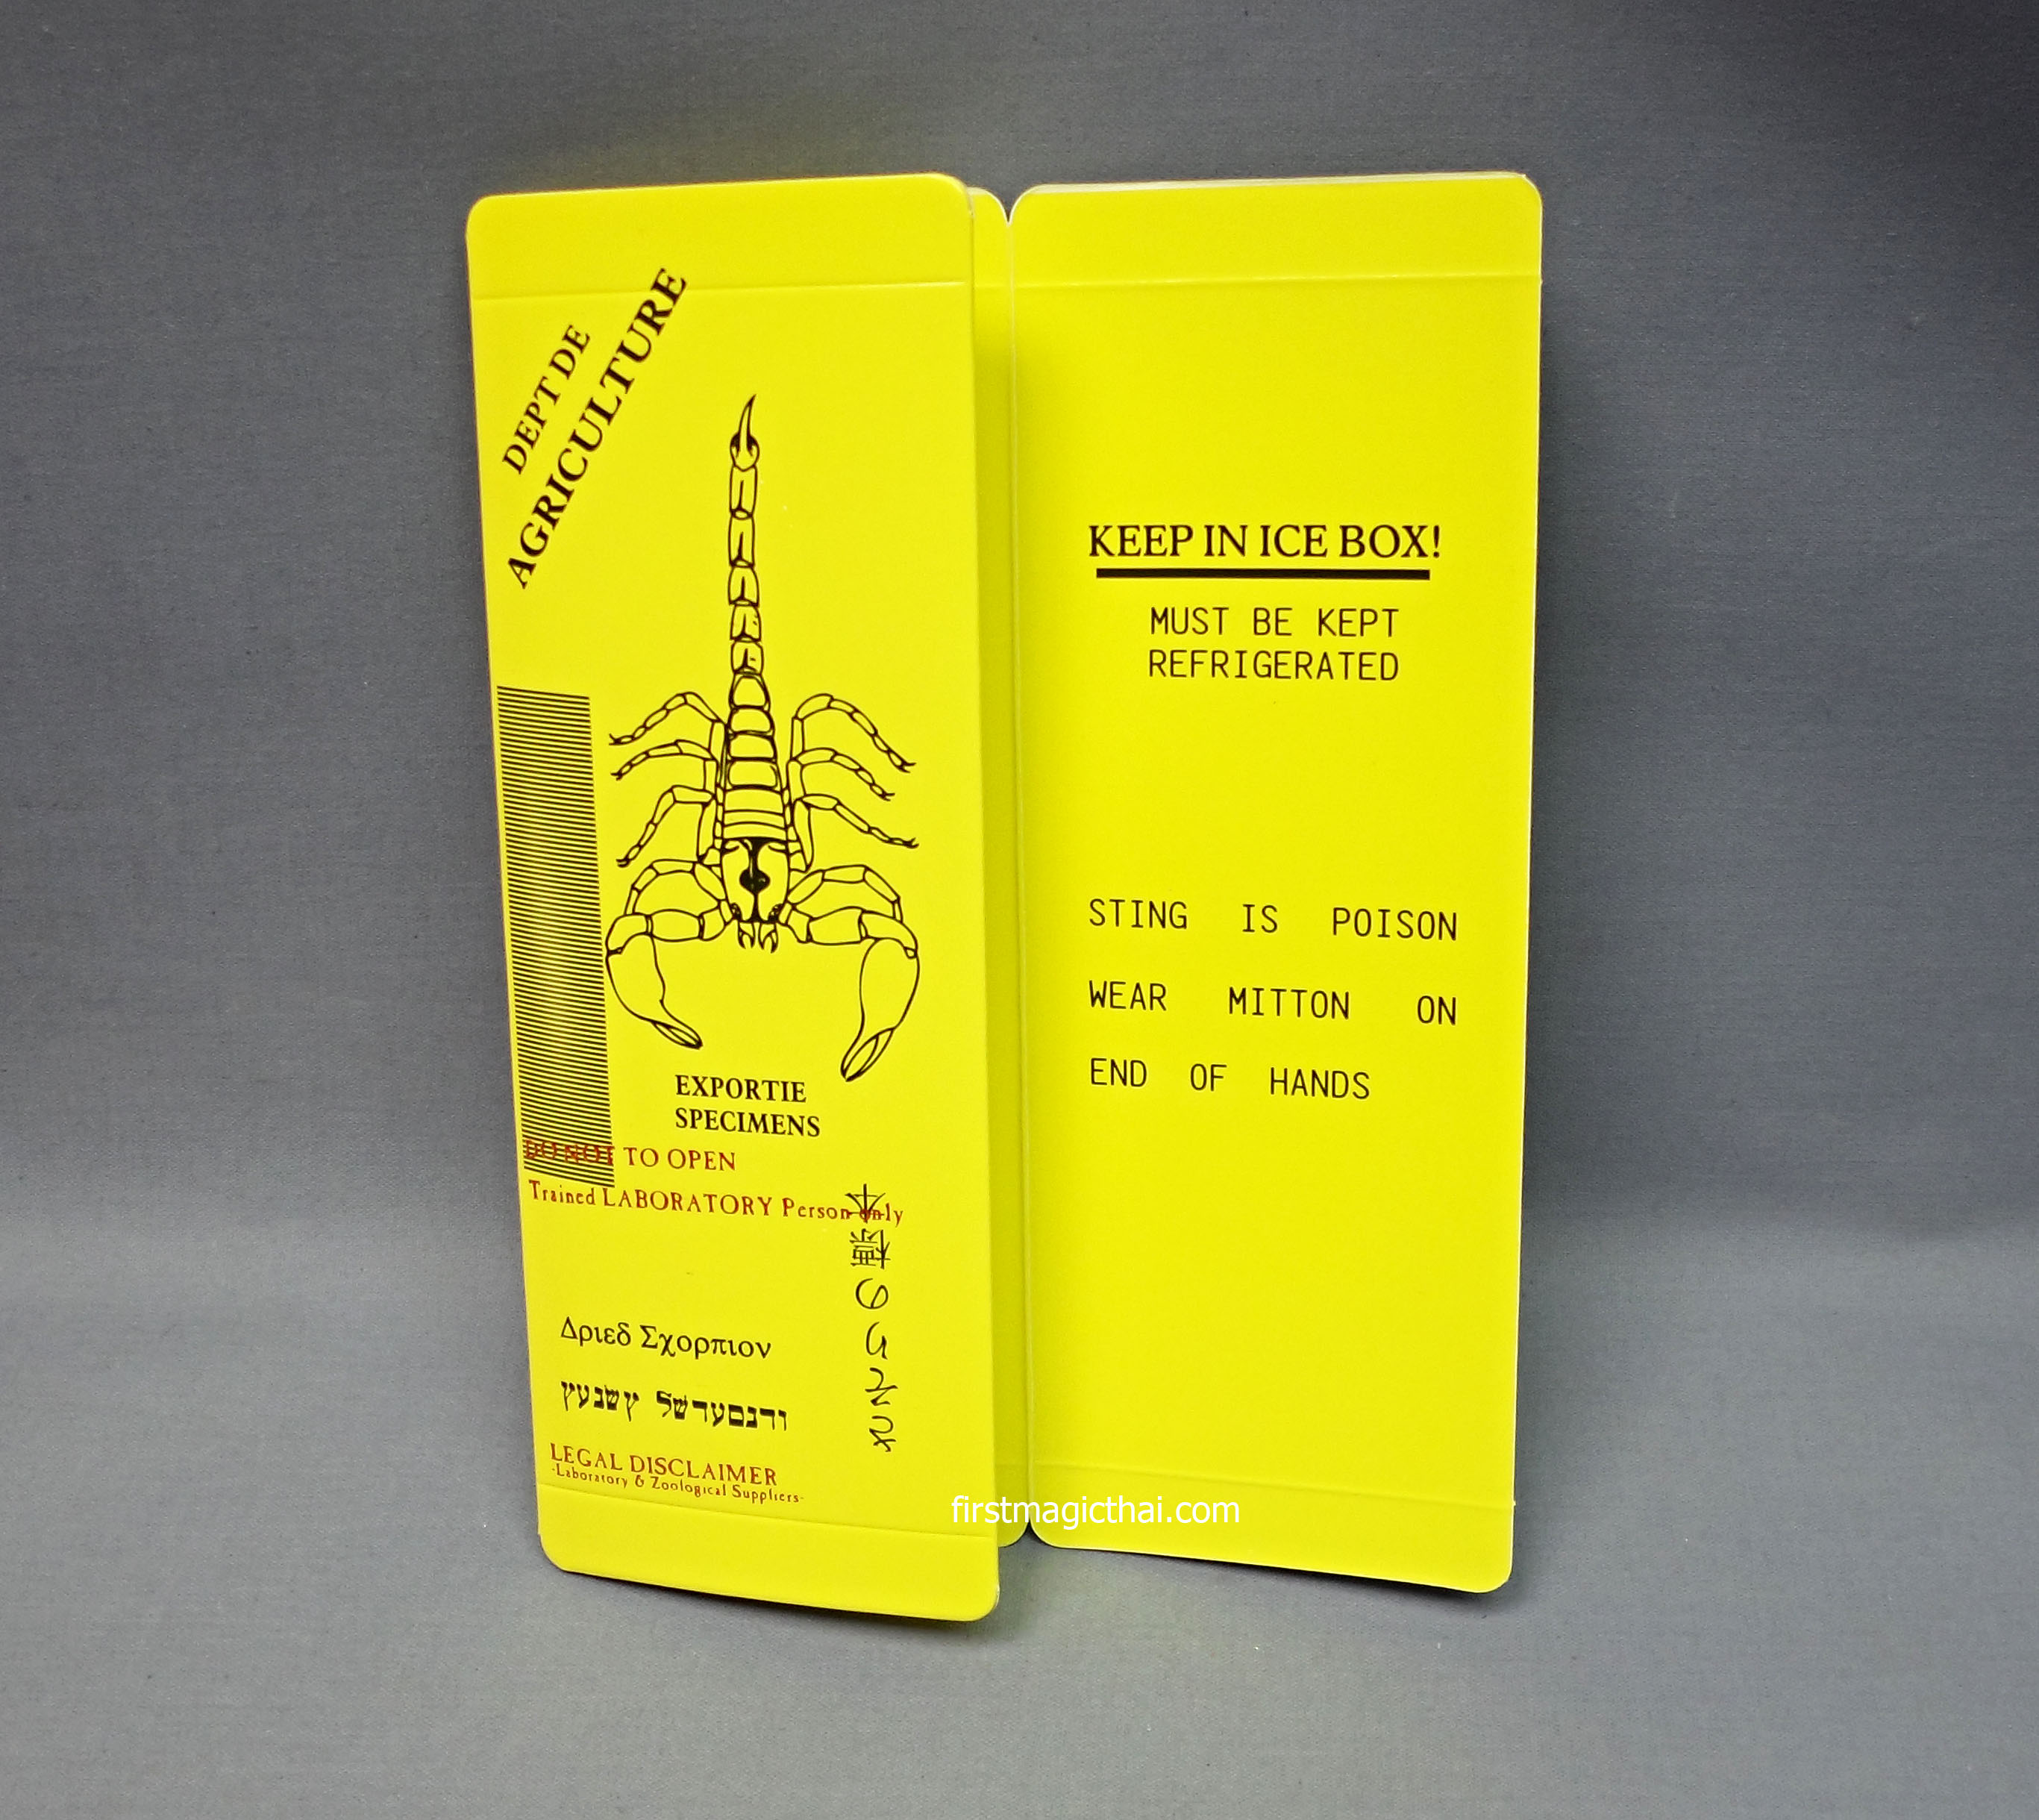 DEPT DE
AGRICULTURE
EXPORTIE
SPECIMENS
DO NOT TO OPEN
Trained LABORATORY Person only
Δριεδ Σχορπιον
LEGAL DISCLAIMER
-Laboratory & Zoological Suppliers-
KEEP IN ICE BOX!
MUST BE KEPT
REFRIGERATED
STING IS POISON
WEAR MITTON ON
END OF HANDS
firstmagicthai.com